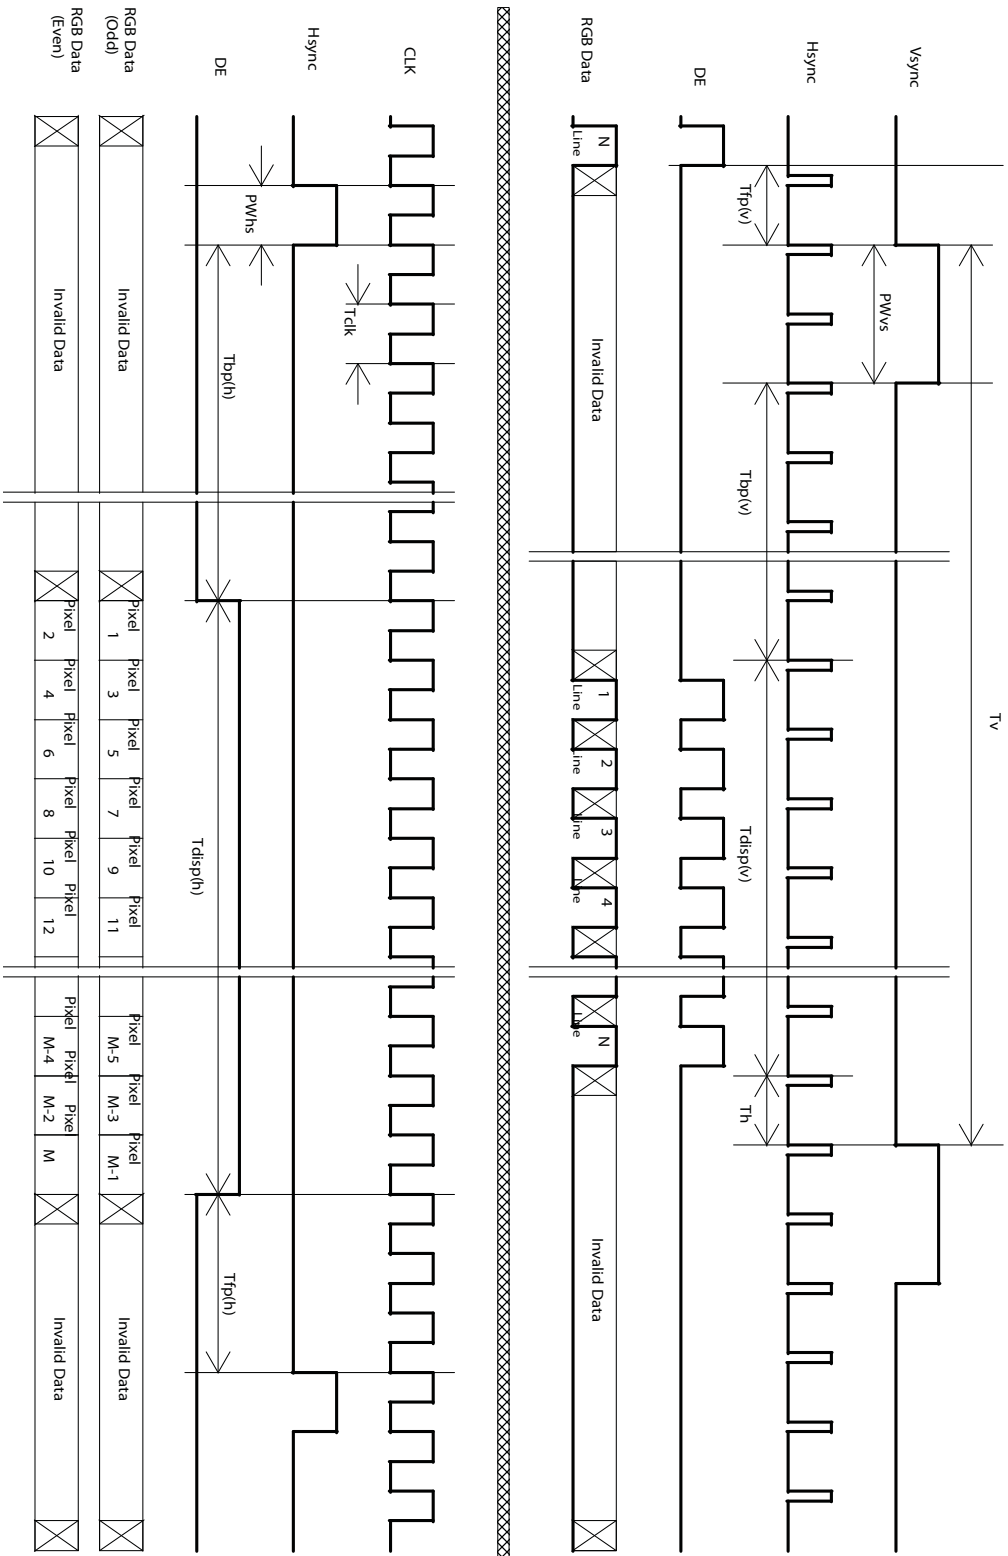 Vsync
Tv
PWvs
Hsync
Tfp(v)
Tbp(v)
Tdisp(v)
Th
DE
RGB Data
Line N
Invalid Data
Line 1
Line 2
Line 3
Line 4
Line N
Invalid Data
CLK
Tclk
Hsync
PWhs
DE
Tbp(h)
Tdisp(h)
Tfp(h)
RGB Data
(Odd)
Invalid Data
Pixel 1
Pixel 3
Pixel 5
Pixel 7
Pixel 9
Pixel 11
Pixel M-5
Pixel M-3
Pixel M-1
Invalid Data
RGB Data
(Even)
Invalid Data
Pixel 2
Pixel 4
Pixel 6
Pixel 8
Pixel 10
Pixel 12
Pixel M-4
Pixel M-2
Pixel M
Invalid Data